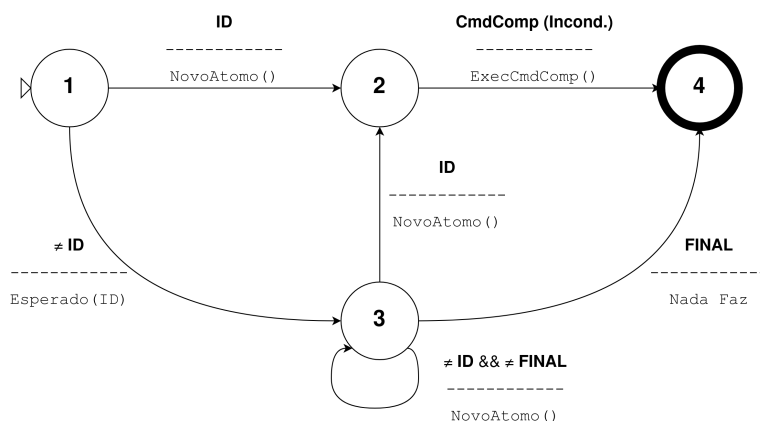 ID
------------
NovoAtomo()
CmdComp (Incond.)
------------
ExecCmdComp()
1
2
4
ID
------------
NovoAtomo()
≠ ID
------------
Esperado(ID)
FINAL
------------
Nada Faz
3
≠ ID && ≠ FINAL
------------
NovoAtomo()